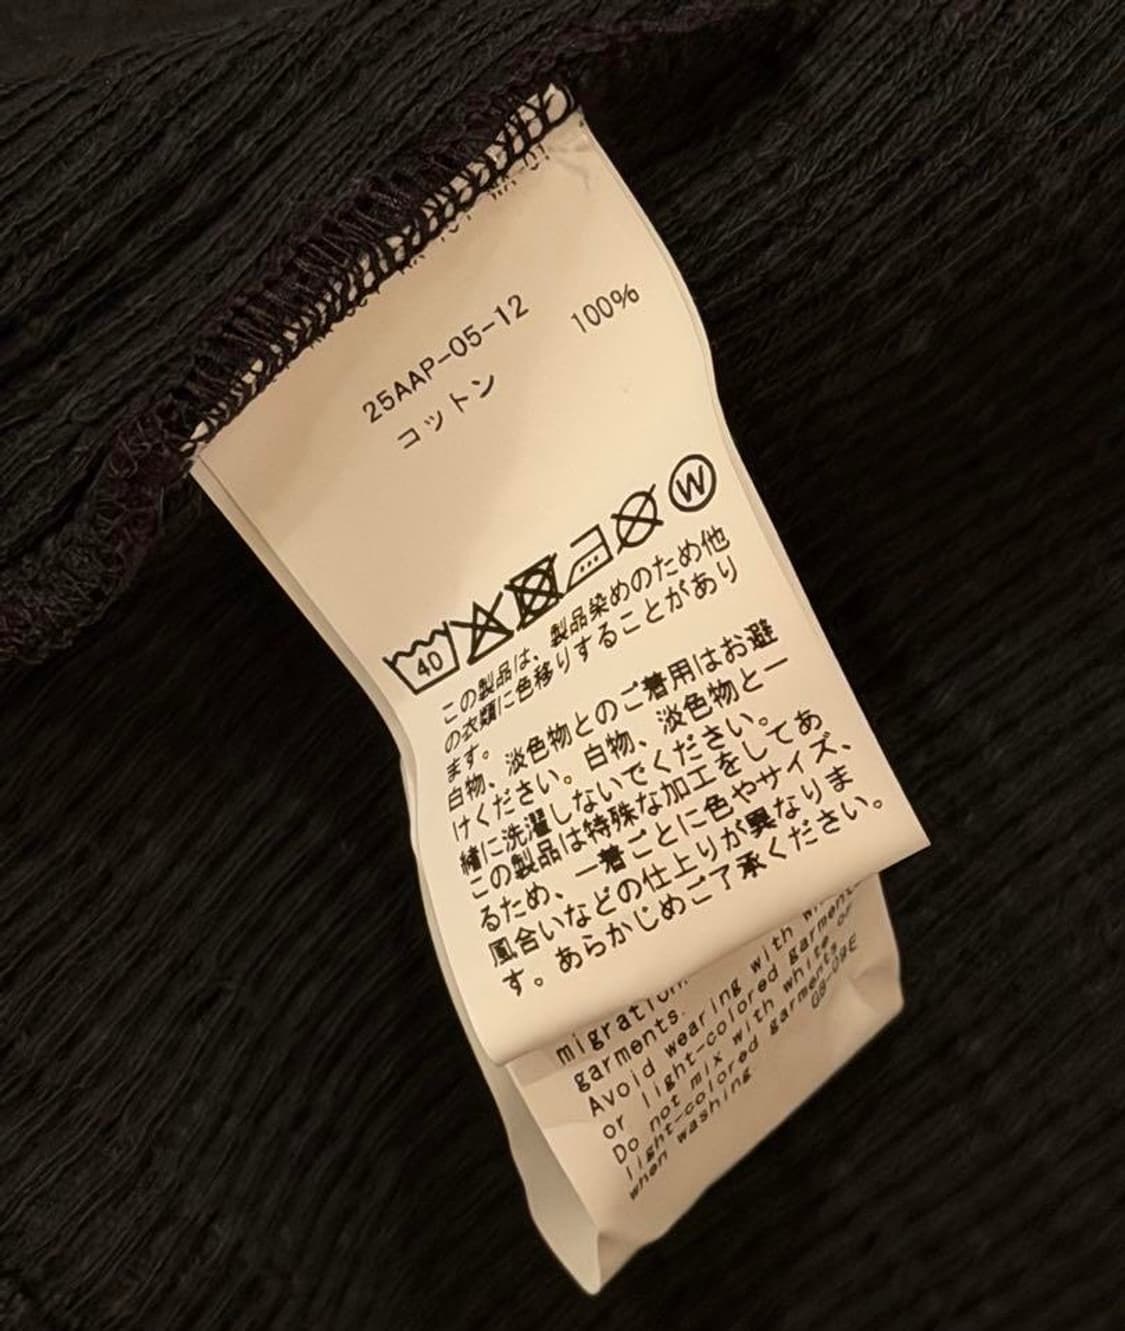 25AAP-05-12
コットン 100%
40
W
この製品は、製品染めのため他
の衣類に色移りすることがあり
ます。
白物、淡色物とのご着用はお避
けください。白物、淡色物と一
緒に洗濯しないでください。
この製品は特殊な加工をしてあ
るため、一着ごとに色やサイズ、
風合いなどの仕上りが異なりま
す。あらかじめご了承ください。
garments.
Avoid wearing with
or light-colored garments.
Do not mix with white or
light-colored garments
when washing